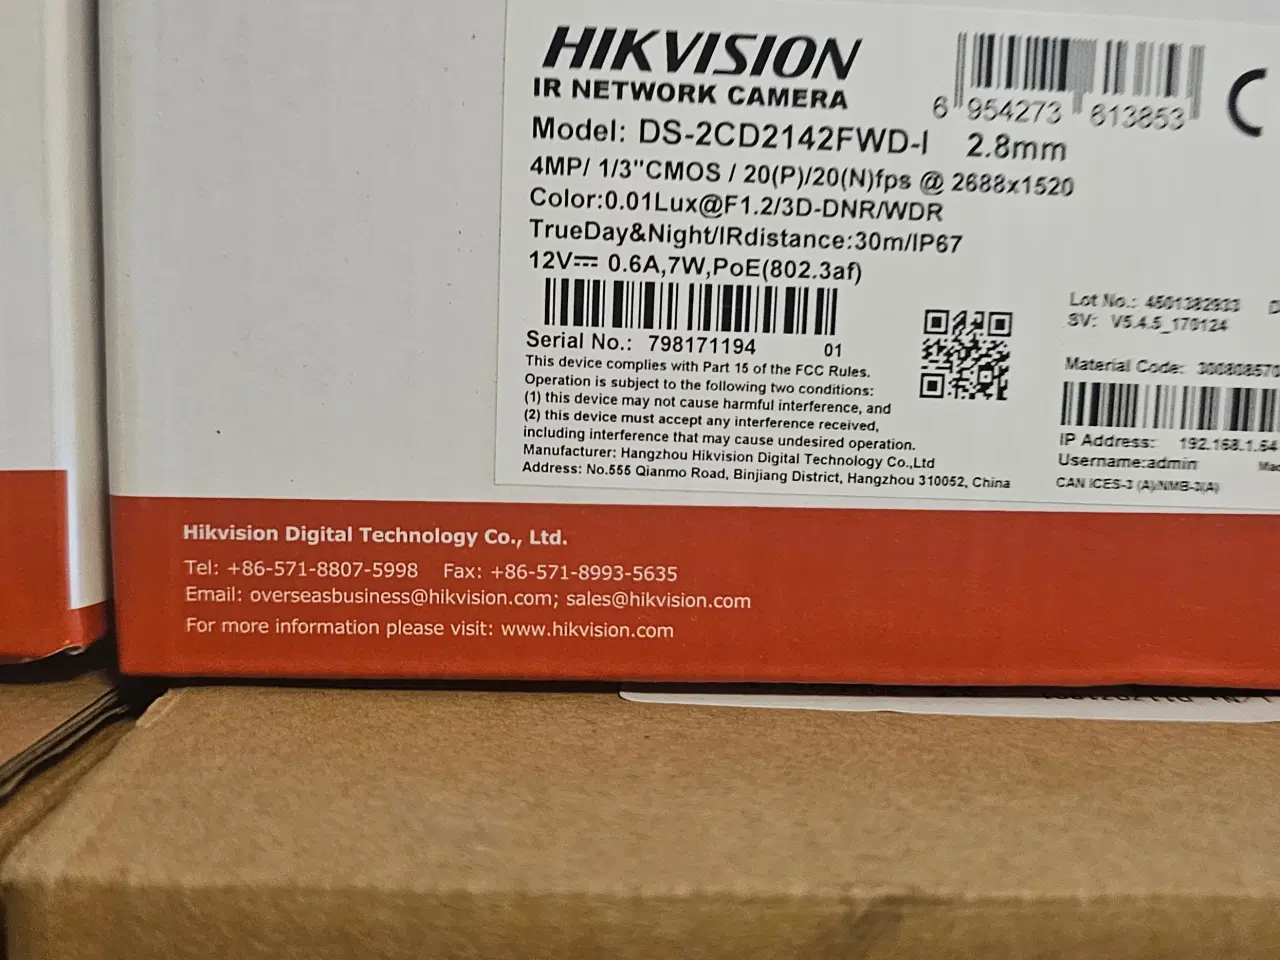 HIKVISION
IR NETWORK CAMERA
6 954273 613853
Model: DS-2CD2142FWD-I 2.8mm
4MP/ 1/3"CMOS / 20(P)/20(N)fps @ 2688x1520
Color:0.01Lux@F1.2/3D-DNR/WDR
TrueDay&Night/IRdistance:30m/IP67
12V⎓ 0.6A,7W,PoE(802.3af)
Serial No.: 798171194 01
This device complies with Part 15 of the FCC Rules.
Operation is subject to the following two conditions:
(1) this device may not cause harmful interference, and
(2) this device must accept any interference received,
including interference that may cause undesired operation.
Manufacturer: Hangzhou Hikvision Digital Technology Co.,Ltd
Address: No.555 Qianmo Road, Binjiang District, Hangzhou 310052, China
Lot No.: 4501382933
SV: V5.4.5_170124
Material Code: 300808570
IP Address: 192.168.1.64
Username:admin
CAN ICES-3 (A)/NMB-3(A)
Hikvision Digital Technology Co., Ltd.
Tel: +86-571-8807-5998 Fax: +86-571-8993-5635
Email: overseasbusiness@hikvision.com; sales@hikvision.com
For more information please visit: www.hikvision.com